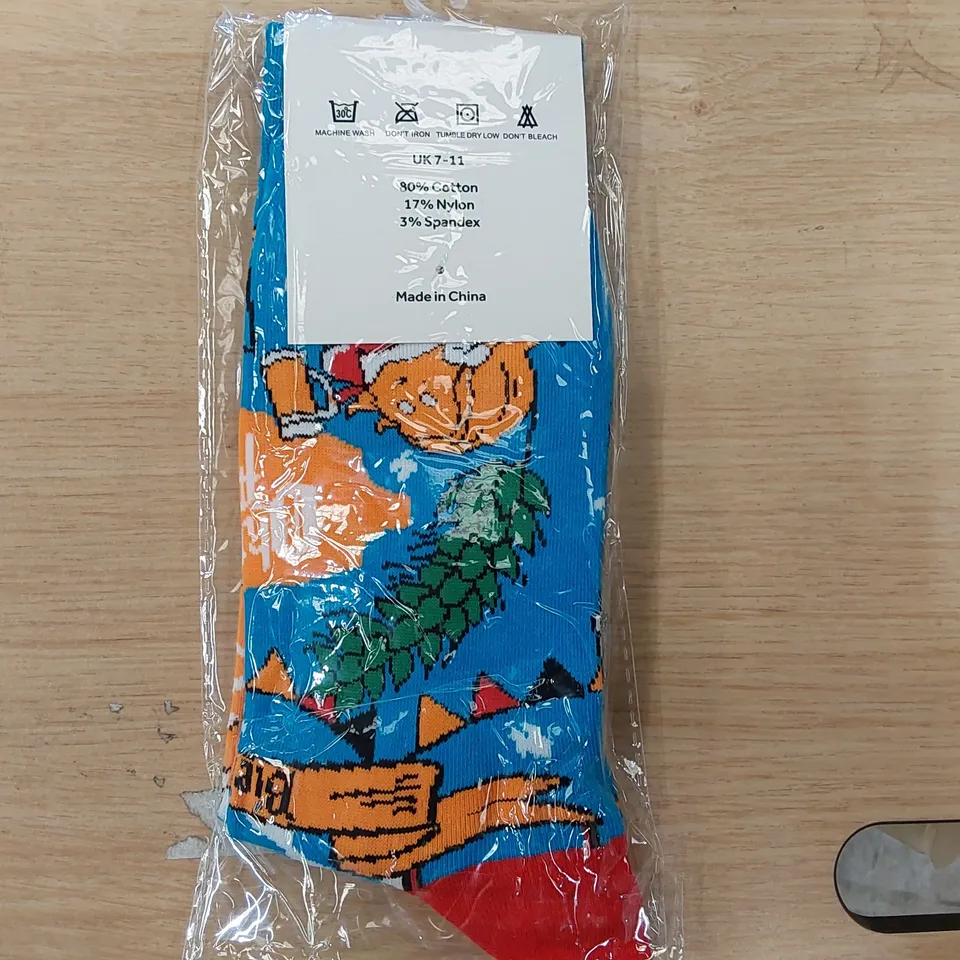 30C
MACHINE WASH DON'T IRON TUMBLE DRY LOW DON'T BLEACH
UK 7-11
80% Cotton
17% Nylon
3% Spandex
Made in China